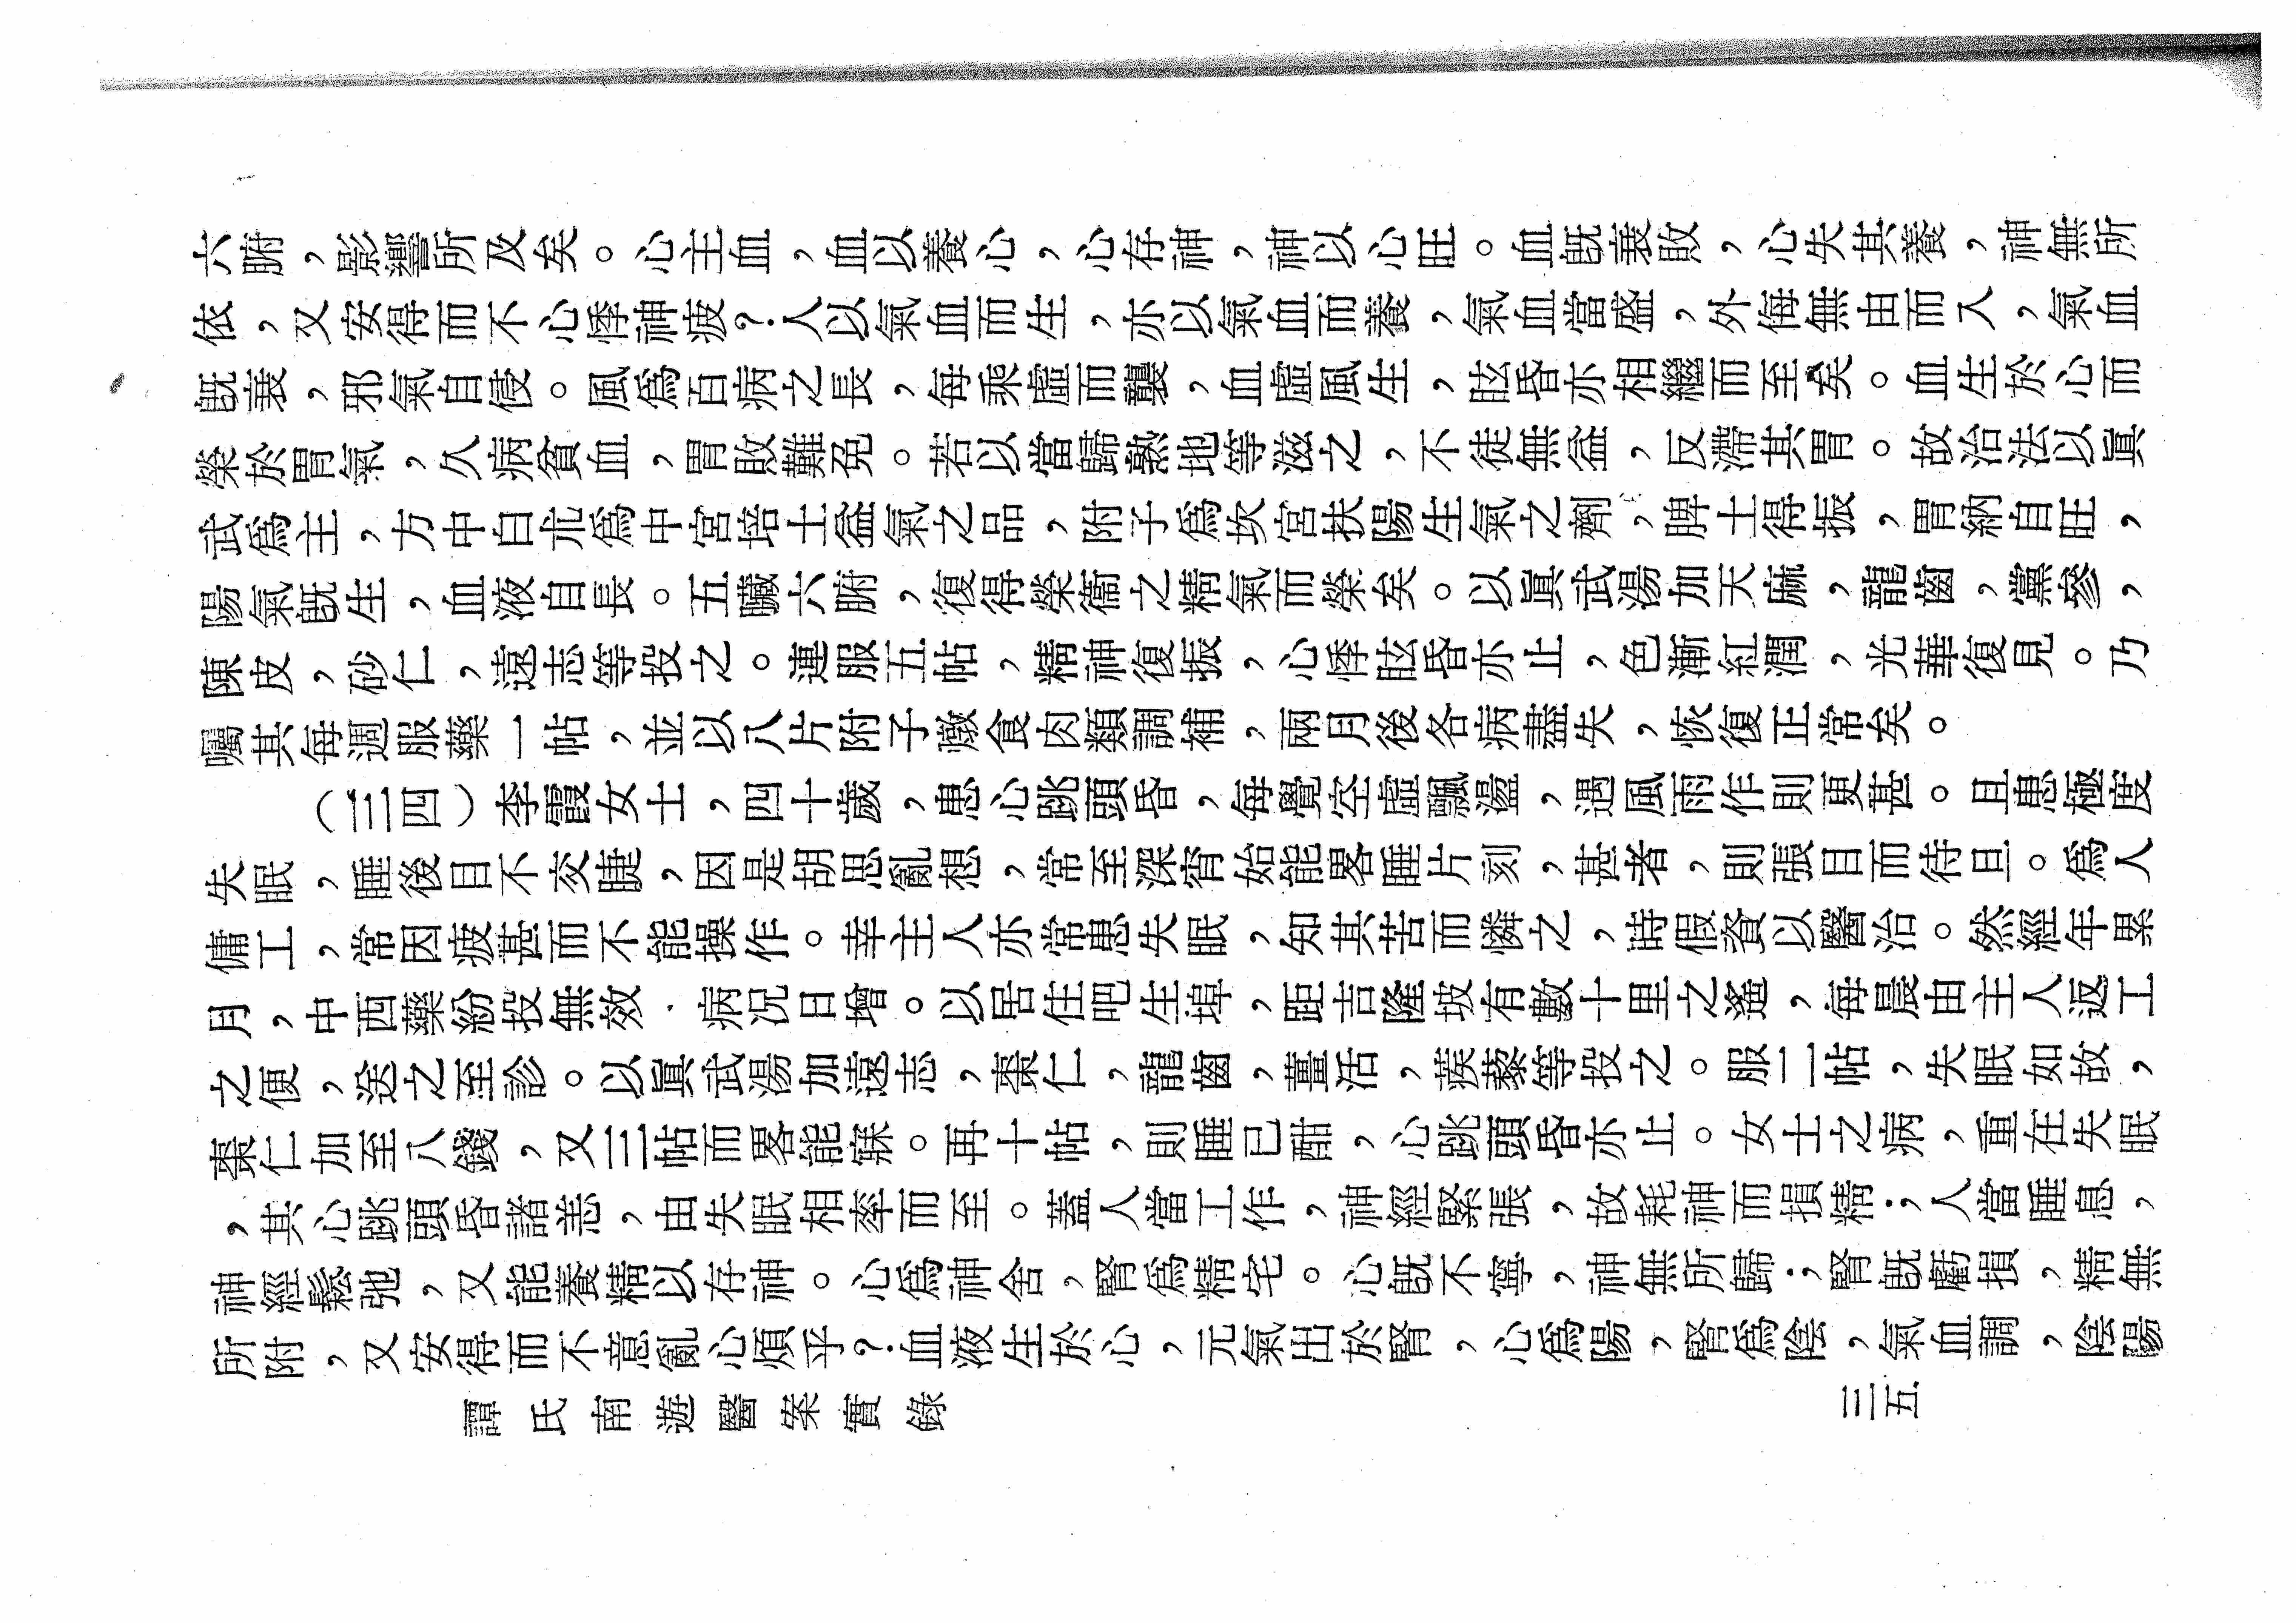 六腑，影響所及矣。心主血，血以養心，心存神，神以心旺。血旣衰敗，心失其養，神無所
依，又安得而不心悸神疲？人以氣血而生，亦以氣血而養，氣血當盛，外侮無由而入，氣血
旣衰，邪氣自侵。風爲百病之長，每乘虛而襲，血虛風生，眩昏亦相繼而至矣。血生於心而
榮於胃氣，久病貧血，胃敗難免。若以當歸熟地等滋之，不徒無益，反滯其胃。故治法以眞
武爲主，方中白朮爲中宮培土益氣之品，附子爲坎宮扶陽生氣之劑，脾土得振，胃納自旺，
陽氣旣生，血液自長。五臟六腑，復得榮衞之精氣而榮矣。以眞武湯加天麻，龍齒，黨參，
陳皮，砂仁，遠志等投之。連服五帖，精神復振，心悸眩昏亦止，色漸紅潤，光華復見。乃
囑其每週服藥一帖，並以八片附子燉食肉類調補，兩月後各病盡失，恢復正常矣。
（三四）李霞女士，四十歲，患心跳頭昏，每覺空虛飄盪，遇風雨作則更甚。且患極度
失眠，睡後目不交睫，因是胡思亂想，常至深宵始能畧睡片刻，甚者，則張目而待旦。爲人
傭工，常因疲甚而不能操作。幸主人亦常患失眠，知其苦而憐之，時假資以醫治。然經年累
月，中西藥紛投無效．病況日增。以居住吧生埠，距吉隆坡有數十里之遙，每晨由主人返工
之便，送之至診。以眞武湯加遠志，棗仁，龍齒，薑活，蒺藜等投之。服二帖，失眠如故，
棗仁加至八錢，又三帖而畧能寐。再十帖，則睡已酣，心跳頭昏亦止。女士之病，重在失眠
，其心跳頭昏諸恙，由失眠相率而至。蓋人當工作，神經緊張，故耗神而損精；人當睡息，
神經鬆弛，又能養精以存神。心爲神舍，腎爲精宅。心旣不寧，神無所歸；腎旣虧損，精無
所附，又安得而不意亂心煩乎？血液生於心，元氣出於腎，心爲陽，腎爲陰，氣血調，陰陽
譚氏南遊醫案實錄
三五